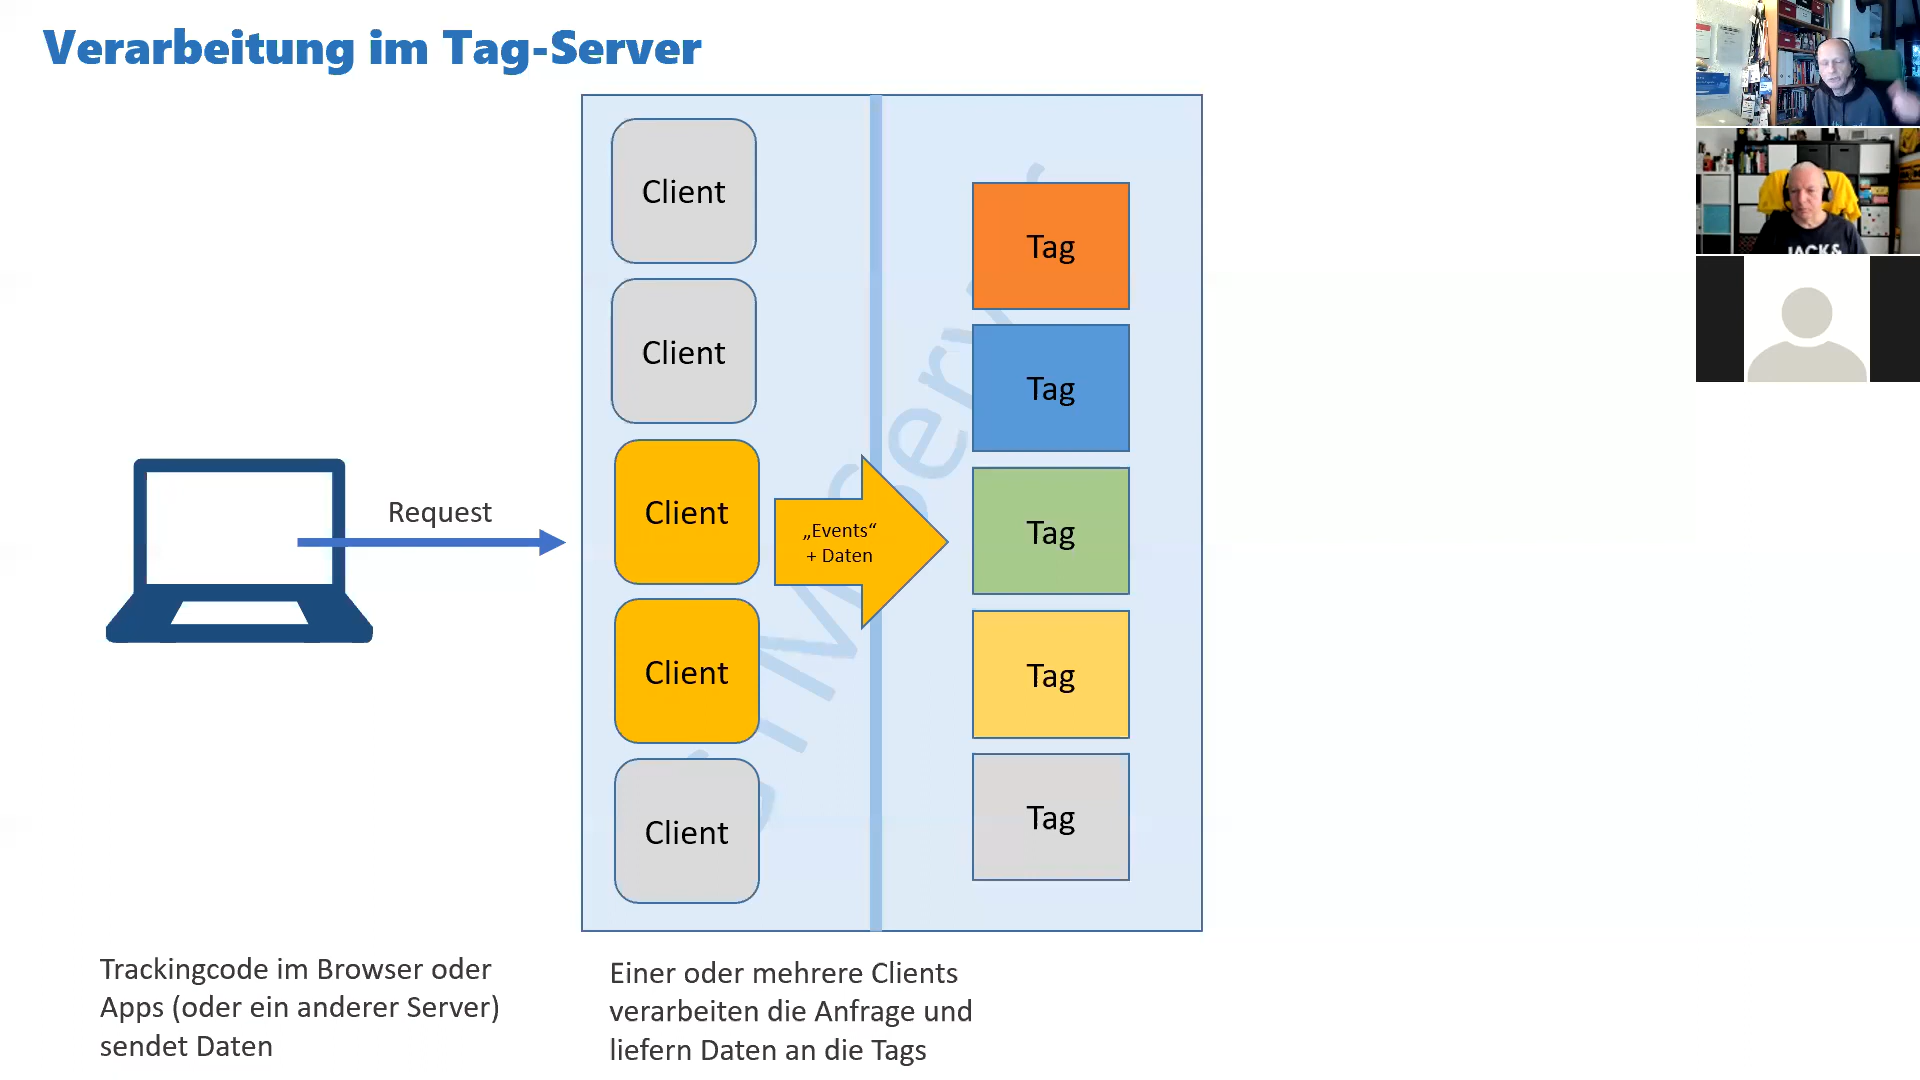 Verarbeitung im Tag-Server
Client
Client
Client
Client
Client
Request
„Events“
+ Daten
Tag
Tag
Tag
Tag
Tag
Trackingcode im Browser oder
Apps (oder ein anderer Server)
sendet Daten
Einer oder mehrere Clients
verarbeiten die Anfrage und
liefern Daten an die Tags
JACK&